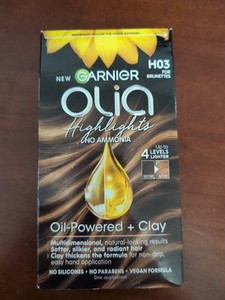 H03
FOR
BRUNETTES
NEW GARNIER
OLIA
Highlights
NO AMMONIA
Up to
4 LEVELS
LIGHTER
Oil-Powered + Clay
Multidimensional, natural-looking results
Softer, silkier, and radiant hair
Clay thickens the formula for non-drip,
easy hand application
NO SILICONES • NO PARABENS • VEGAN FORMULA
One application